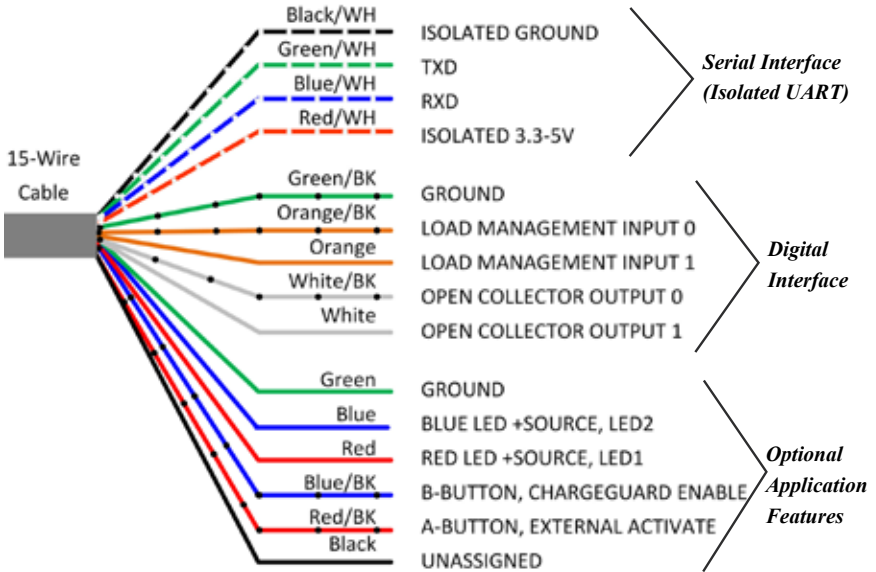 15-Wire
Cable
Black/WH ISOLATED GROUND
Green/WH TXD
Blue/WH RXD
Red/WH ISOLATED 3.3-5V
Serial Interface
(Isolated UART)
Green/BK GROUND
Orange/BK LOAD MANAGEMENT INPUT 0
Orange LOAD MANAGEMENT INPUT 1
White/BK OPEN COLLECTOR OUTPUT 0
White OPEN COLLECTOR OUTPUT 1
Digital
Interface
Green GROUND
Blue BLUE LED +SOURCE, LED2
Red RED LED +SOURCE, LED1
Blue/BK B-BUTTON, CHARGEGUARD ENABLE
Red/BK A-BUTTON, EXTERNAL ACTIVATE
Black UNASSIGNED
Optional
Application
Features